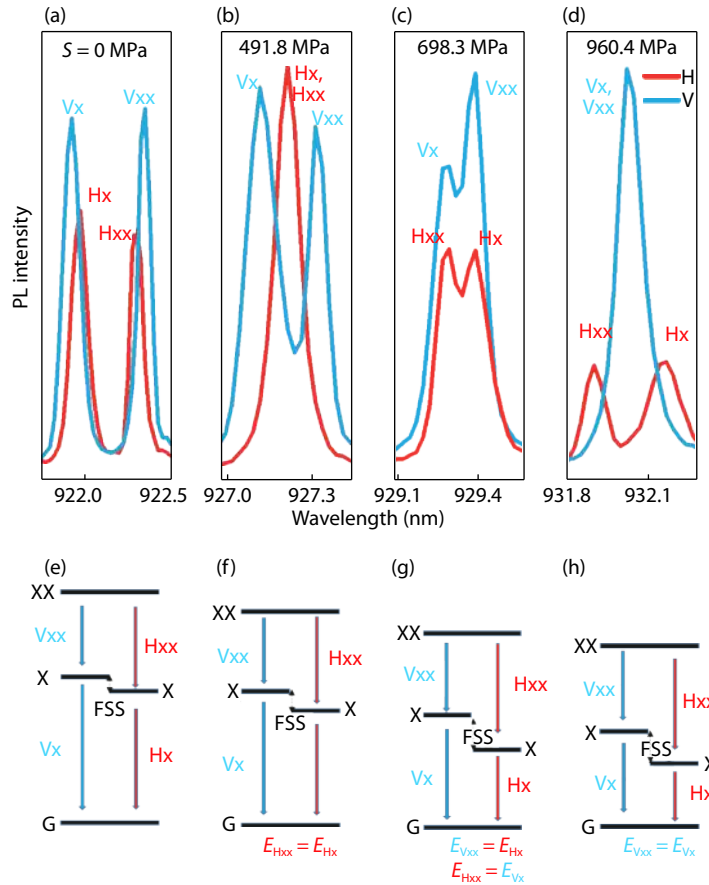 (a)
S = 0 MPa
Vx
Vxx
Hx
Hxx
(b)
491.8 MPa
Vx
Hx,
Hxx
Vxx
(c)
698.3 MPa
Vxx
Vx
Hxx
Hx
(d)
960.4 MPa
Vx,
Vxx
H
V
Hxx
Hx
PL intensity
922.0
922.5
927.0
927.3
929.1
929.4
931.8
932.1
Wavelength (nm)
(e)
XX
Vxx
Hxx
X
X
FSS
Vx
Hx
G
(f)
XX
Vxx
Hxx
X
X
FSS
Vx
Hx
G
EHxx = EHx
(g)
XX
Vxx
Hxx
X
FSS
X
Vx
Hx
G
EVxx = EHx
EHxx = EVx
(h)
XX
Vxx
Hxx
X
FSS
X
Vx
Hx
G
EVxx = EVx